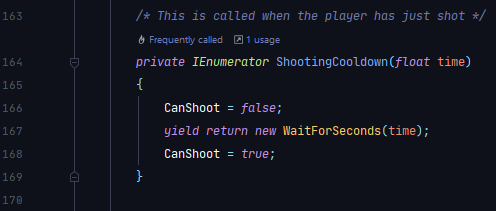 163 /* This is called when the player has just shot */
Frequently called 1 usage
164 private IEnumerator ShootingCooldown(float time)
165 {
166 CanShoot = false;
167 yield return new WaitForSeconds(time);
168 CanShoot = true;
169 }
170